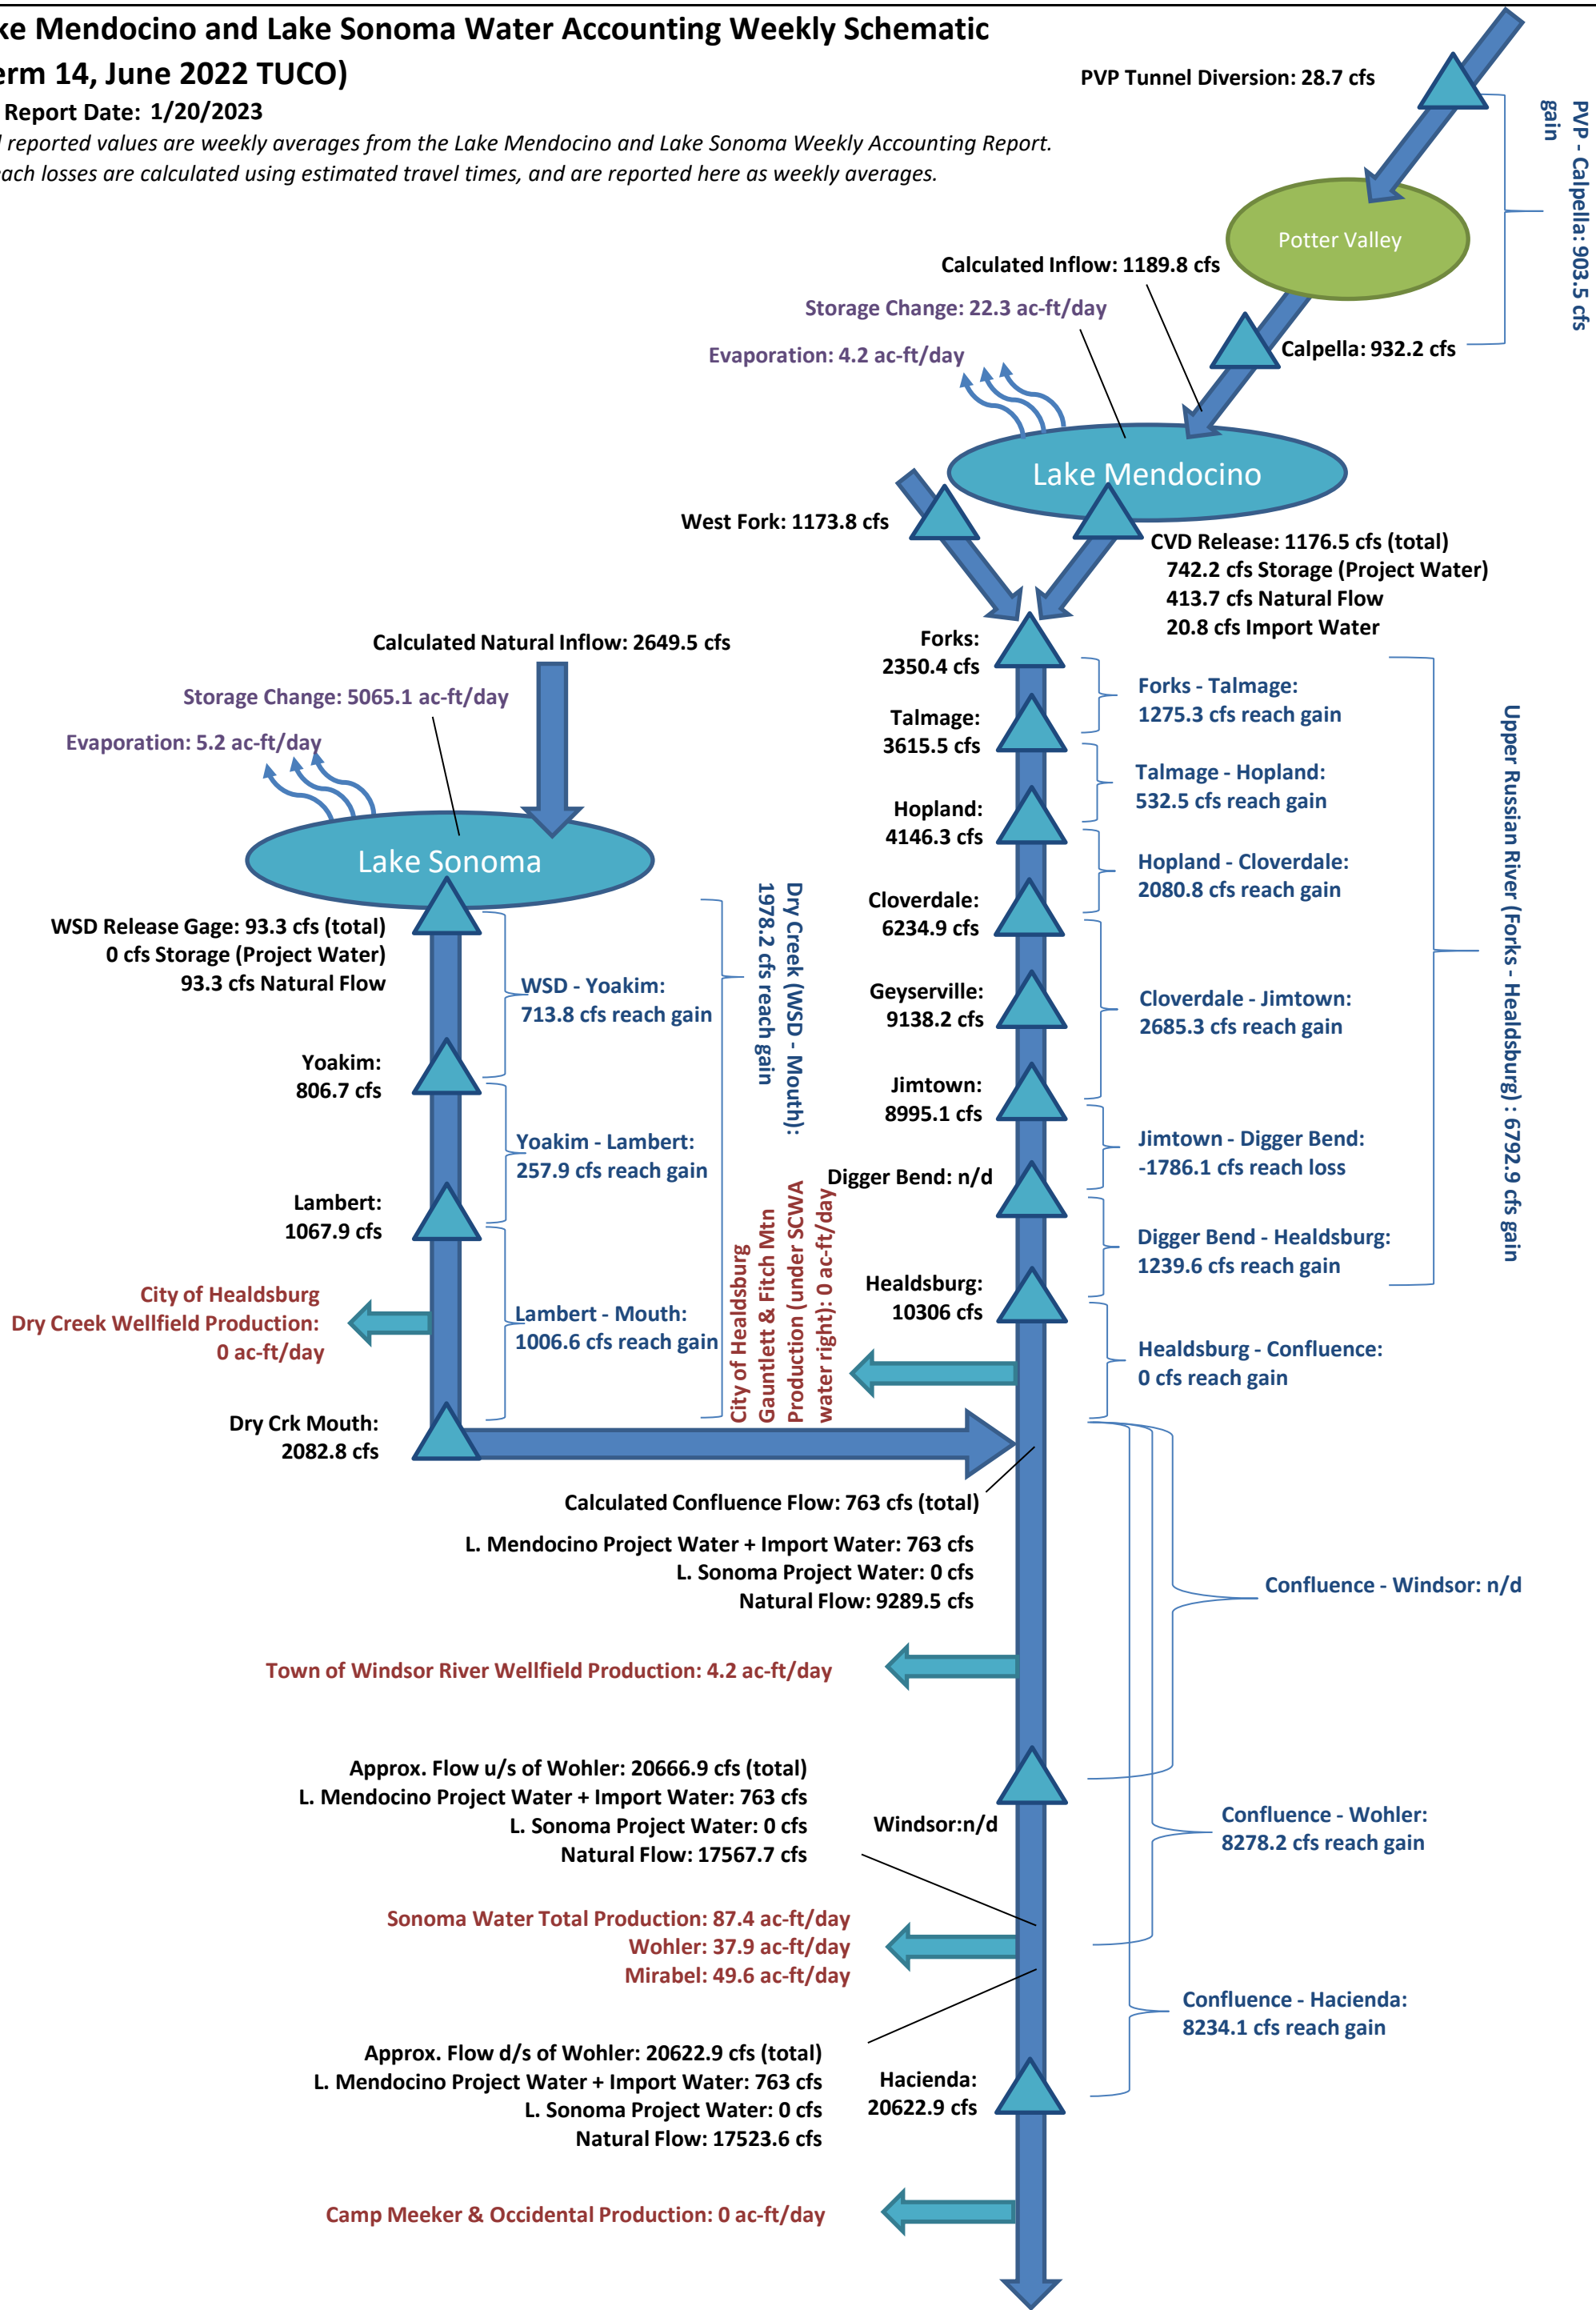 ke Mendocino and Lake Sonoma Water Accounting Weekly Schematic
erm 14, June 2022 TUCO)
Report Date: 1/20/2023
l reported values are weekly averages from the Lake Mendocino and Lake Sonoma Weekly Accounting Report.
each losses are calculated using estimated travel times, and are reported here as weekly averages.
PVP Tunnel Diversion: 28.7 cfs
PVP - Calpella: 903.5 cfs
gain
Potter Valley
Calculated Inflow: 1189.8 cfs
Storage Change: 22.3 ac-ft/day
Evaporation: 4.2 ac-ft/day
Calpella: 932.2 cfs
Lake Mendocino
West Fork: 1173.8 cfs
CVD Release: 1176.5 cfs (total)
742.2 cfs Storage (Project Water)
413.7 cfs Natural Flow
20.8 cfs Import Water
Forks:
2350.4 cfs
Forks - Talmage:
1275.3 cfs reach gain
Talmage:
3615.5 cfs
Talmage - Hopland:
532.5 cfs reach gain
Hopland:
4146.3 cfs
Hopland - Cloverdale:
2080.8 cfs reach gain
Cloverdale:
6234.9 cfs
Geyserville:
9138.2 cfs
Cloverdale - Jimtown:
2685.3 cfs reach gain
Jimtown:
8995.1 cfs
Jimtown - Digger Bend:
-1786.1 cfs reach loss
Digger Bend: n/d
Digger Bend - Healdsburg:
1239.6 cfs reach gain
Healdsburg:
10306 cfs
Healdsburg - Confluence:
0 cfs reach gain
Upper Russian River (Forks - Healdsburg) : 6792.9 cfs gain
Calculated Natural Inflow: 2649.5 cfs
Storage Change: 5065.1 ac-ft/day
Evaporation: 5.2 ac-ft/day
Lake Sonoma
WSD Release Gage: 93.3 cfs (total)
0 cfs Storage (Project Water)
93.3 cfs Natural Flow
WSD - Yoakim:
713.8 cfs reach gain
Yoakim:
806.7 cfs
Yoakim - Lambert:
257.9 cfs reach gain
Lambert:
1067.9 cfs
Lambert - Mouth:
1006.6 cfs reach gain
Dry Creek (WSD - Mouth):
1978.2 cfs reach gain
City of Healdsburg
Dry Creek Wellfield Production:
0 ac-ft/day
City of Healdsburg
Gauntlett & Fitch Mtn
Production (under SCWA
water right): 0 ac-ft/day
Dry Crk Mouth:
2082.8 cfs
Calculated Confluence Flow: 763 cfs (total)
L. Mendocino Project Water + Import Water: 763 cfs
L. Sonoma Project Water: 0 cfs
Natural Flow: 9289.5 cfs
Confluence - Windsor: n/d
Town of Windsor River Wellfield Production: 4.2 ac-ft/day
Approx. Flow u/s of Wohler: 20666.9 cfs (total)
L. Mendocino Project Water + Import Water: 763 cfs
L. Sonoma Project Water: 0 cfs
Natural Flow: 17567.7 cfs
Windsor:n/d
Confluence - Wohler:
8278.2 cfs reach gain
Sonoma Water Total Production: 87.4 ac-ft/day
Wohler: 37.9 ac-ft/day
Mirabel: 49.6 ac-ft/day
Confluence - Hacienda:
8234.1 cfs reach gain
Approx. Flow d/s of Wohler: 20622.9 cfs (total)
L. Mendocino Project Water + Import Water: 763 cfs
L. Sonoma Project Water: 0 cfs
Natural Flow: 17523.6 cfs
Hacienda:
20622.9 cfs
Camp Meeker & Occidental Production: 0 ac-ft/day